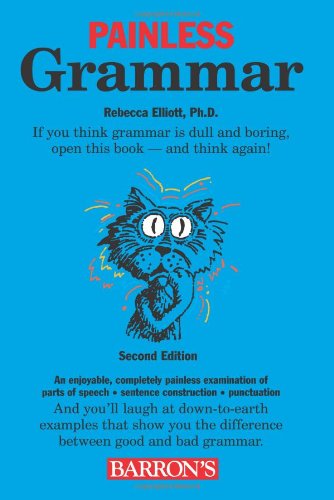 PAINLESS
Grammar
Rebecca Elliott, Ph.D.
If you think grammar is dull and boring,
open this book — and think again!
Second Edition
An enjoyable, completely painless examination of
parts of speech • sentence construction • punctuation
And you'll laugh at down-to-earth
examples that show you the difference
between good and bad grammar.
BARRON'S